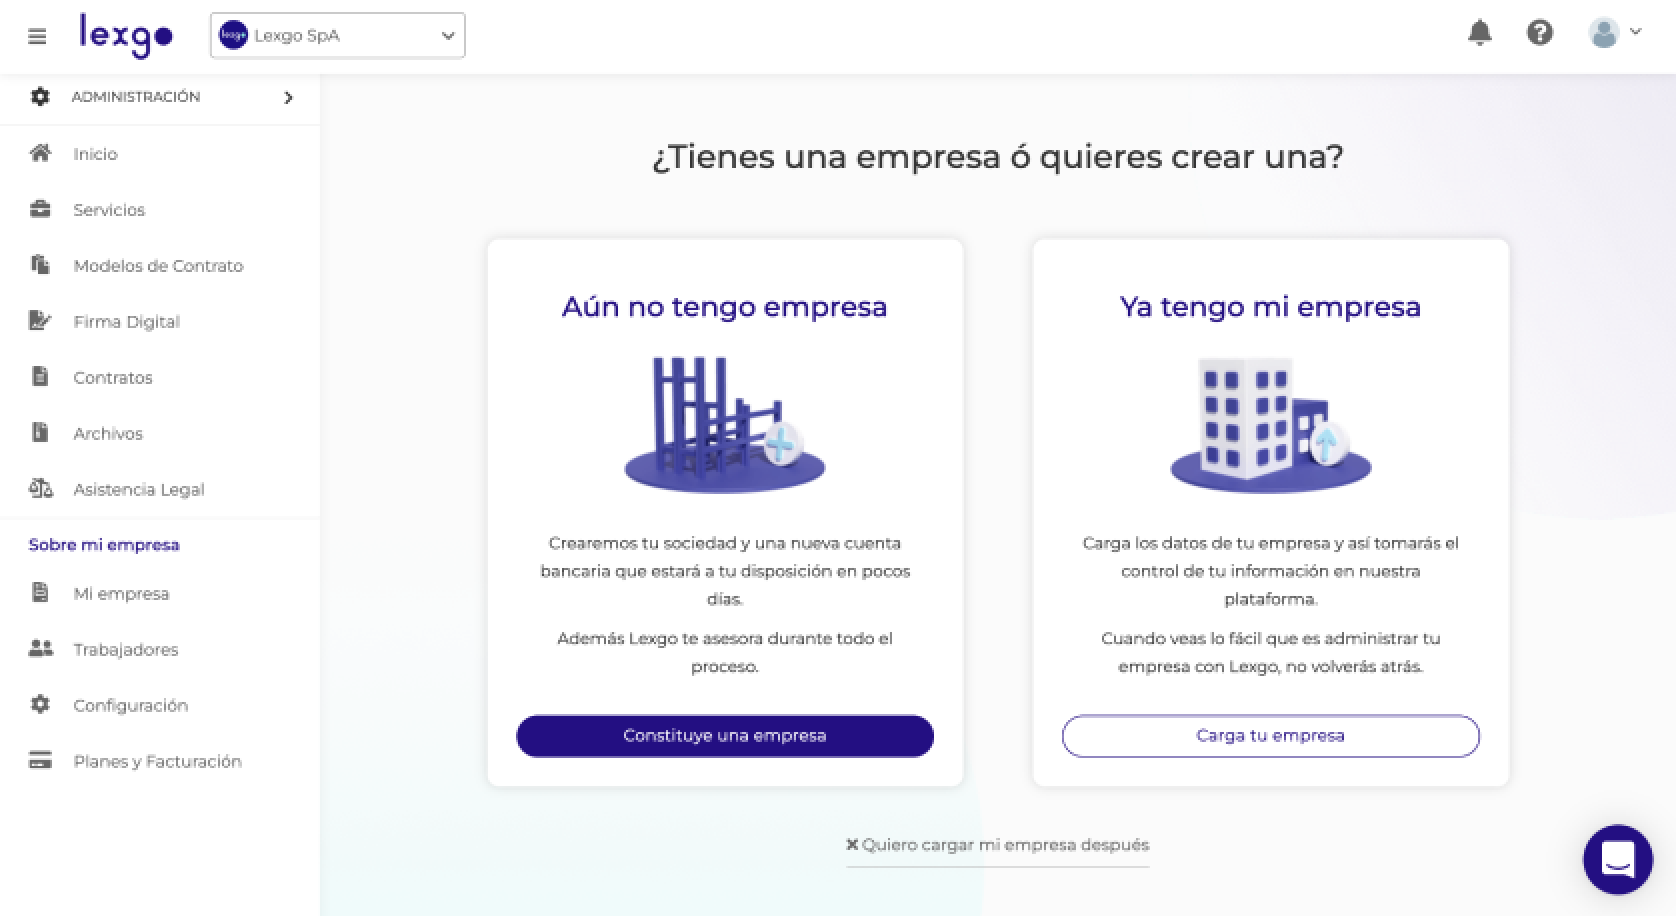 lexgo
lexgo Lexgo SpA
ADMINISTRACIÓN
Inicio
Servicios
Modelos de Contrato
Firma Digital
Contratos
Archivos
Asistencia Legal
Sobre mi empresa
Mi empresa
Trabajadores
Configuración
Planes y Facturación
¿Tienes una empresa ó quieres crear una?
Aún no tengo empresa
Crearemos tu sociedad y una nueva cuenta
bancaria que estará a tu disposición en pocos
días.
Además Lexgo te asesora durante todo el
proceso.
Constituye una empresa
Ya tengo mi empresa
Carga los datos de tu empresa y así tomarás el
control de tu información en nuestra
plataforma.
Cuando veas lo fácil que es administrar tu
empresa con Lexgo, no volverás atrás.
Carga tu empresa
Quiero cargar mi empresa después